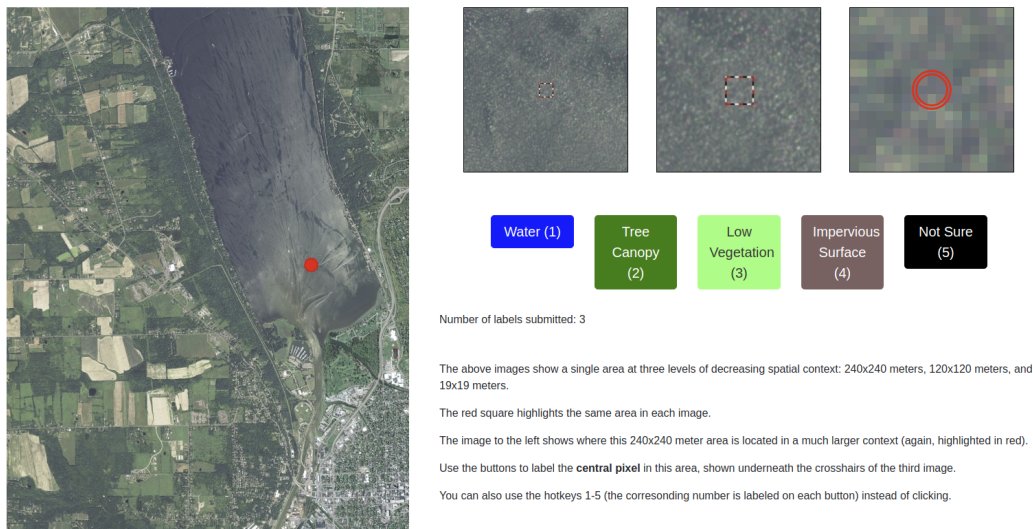 Water (1)
Tree
Canopy
(2)
Low
Vegetation
(3)
Impervious
Surface
(4)
Not Sure
(5)
Number of labels submitted: 3
The above images show a single area at three levels of decreasing spatial context: 240x240 meters, 120x120 meters, and
19x19 meters.
The red square highlights the same area in each image.
The image to the left shows where this 240x240 meter area is located in a much larger context (again, highlighted in red).
Use the buttons to label the central pixel in this area, shown underneath the crosshairs of the third image.
You can also use the hotkeys 1-5 (the corresonding number is labeled on each button) instead of clicking.